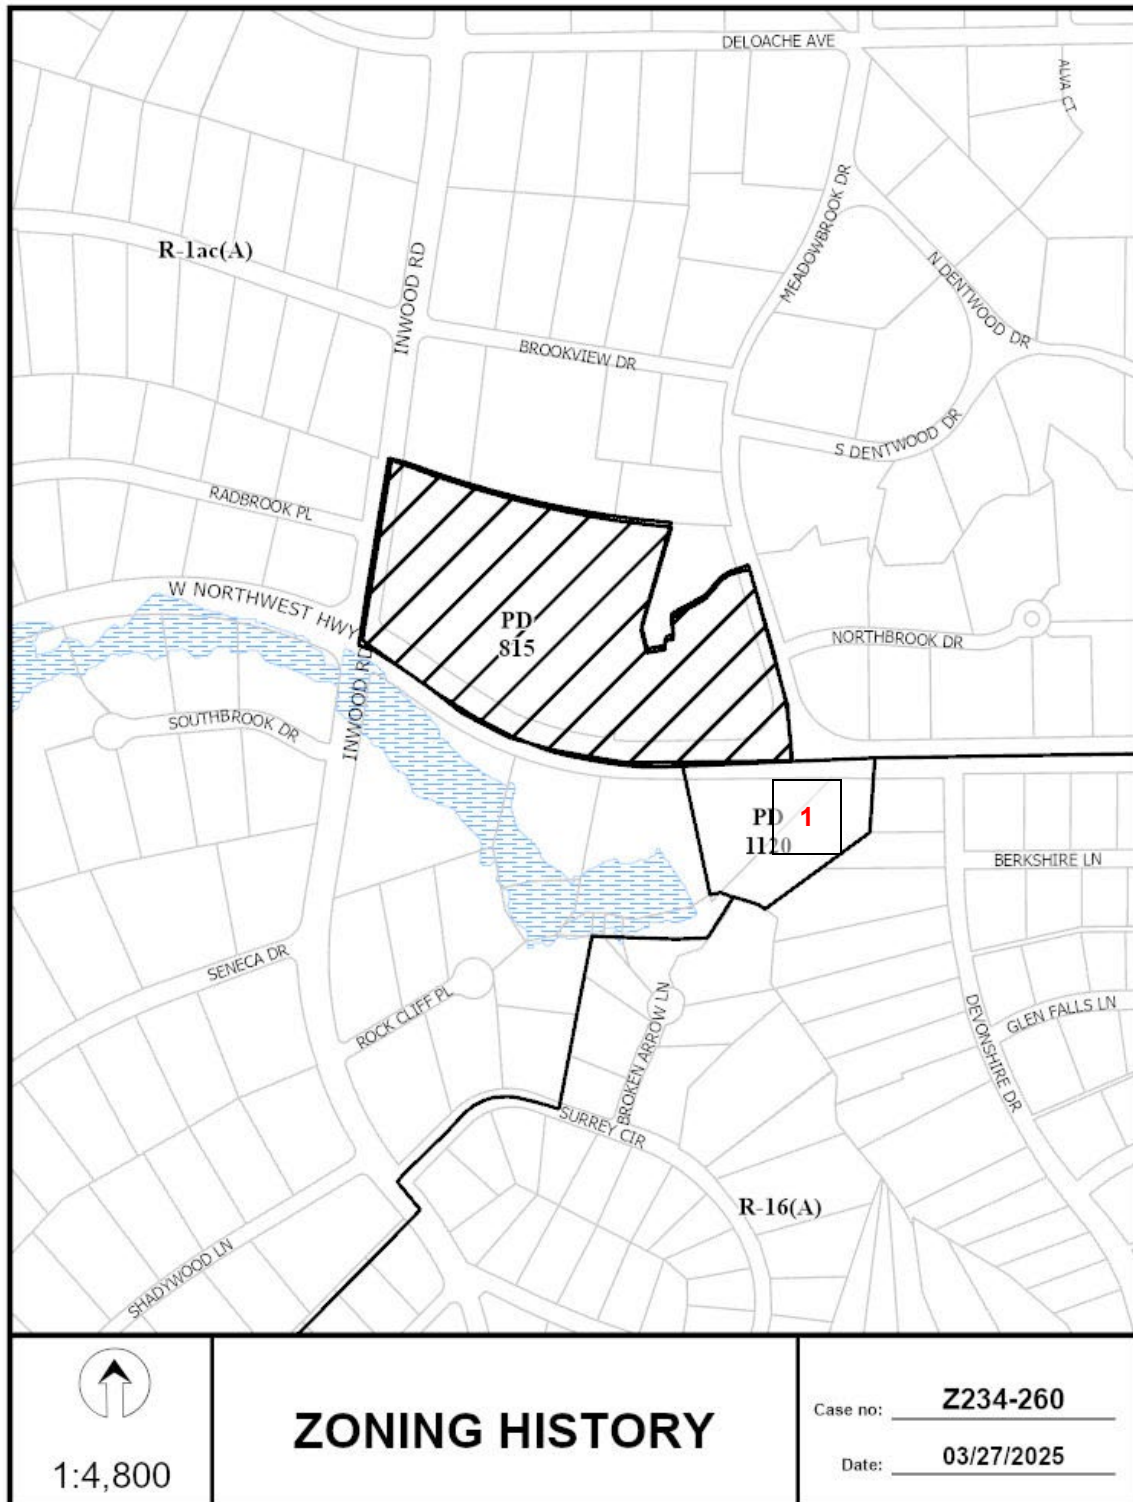 DELOACHE AVE
ALVA CT
MEADOWBROOK DR
R-1ac(A)
INWOOD RD
N DENTWOOD DR
BROOKVIEW DR
S DENTWOOD DR
RADBROOK PL
W NORTHWEST HWY
PD
815
NORTHBROOK DR
INWOOD RD
SOUTHBROOK DR
PD
1120
1
BERKSHIRE LN
SENECA DR
ROCK CLIFF PL
BROKEN ARROW LN
DEVONSHIRE DR
GLEN FALLS LN
SURREY CIR
R-16(A)
SHADYWOOD LN
1:4,800
ZONING HISTORY
Case no: Z234-260
Date: 03/27/2025